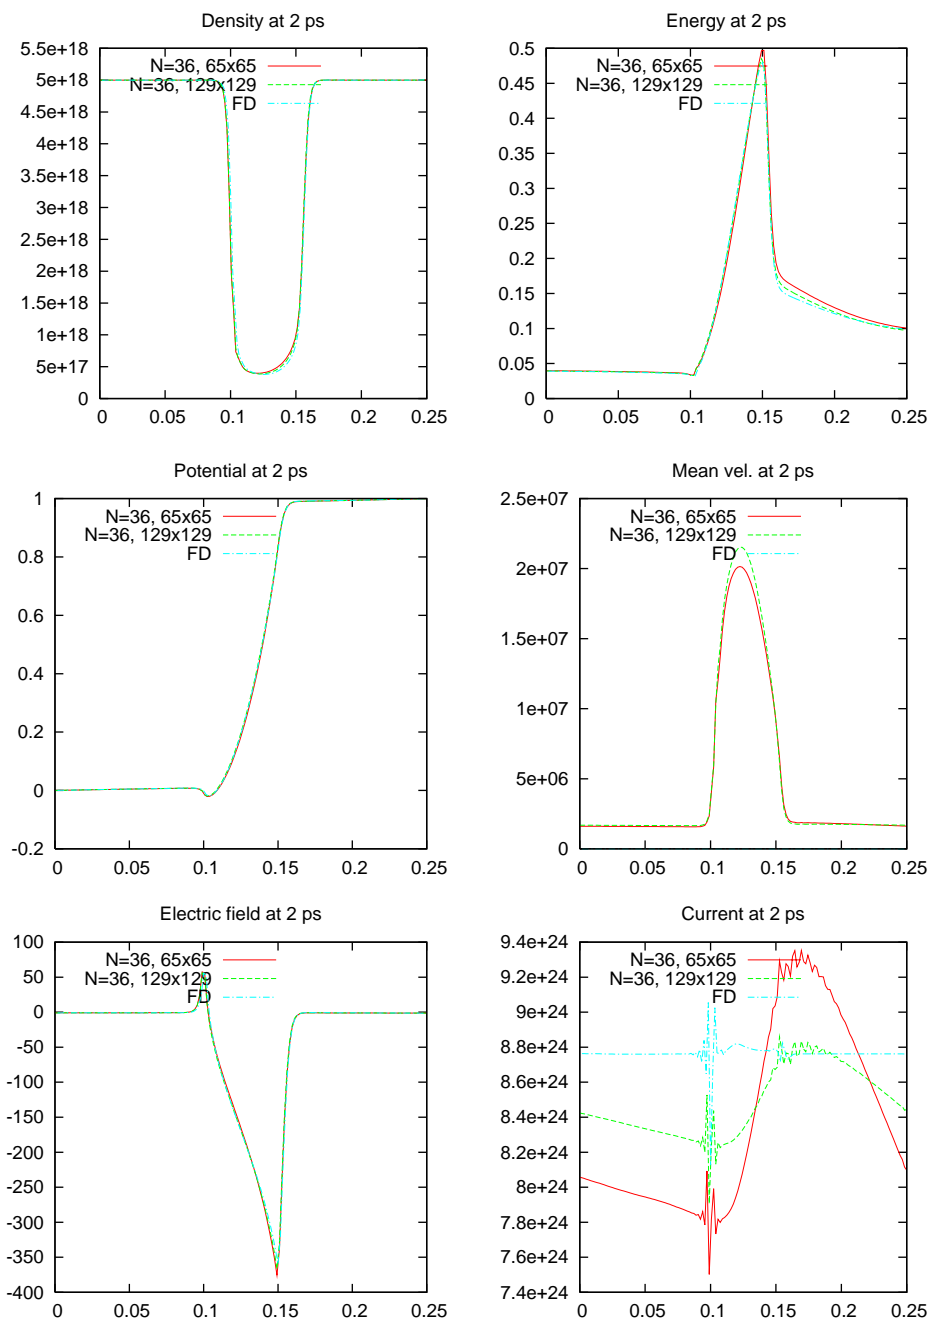 Density at 2 ps
5.5e+18
5e+18
4.5e+18
4e+18
3.5e+18
3e+18
2.5e+18
2e+18
1.5e+18
1e+18
5e+17
0
N=36, 65x65
N=36, 129x129
FD
0 0.05 0.1 0.15 0.2 0.25
Energy at 2 ps
0.5
0.45
0.4
0.35
0.3
0.25
0.2
0.15
0.1
0.05
0
N=36, 65x65
N=36, 129x129
FD
0 0.05 0.1 0.15 0.2 0.25
Potential at 2 ps
1
0.8
0.6
0.4
0.2
0
-0.2
N=36, 65x65
N=36, 129x129
FD
0 0.05 0.1 0.15 0.2 0.25
Mean vel. at 2 ps
2.5e+07
2e+07
1.5e+07
1e+07
5e+06
0
N=36, 65x65
N=36, 129x129
FD
0 0.05 0.1 0.15 0.2 0.25
Electric field at 2 ps
100
50
0
-50
-100
-150
-200
-250
-300
-350
-400
N=36, 65x65
N=36, 129x129
FD
0 0.05 0.1 0.15 0.2 0.25
Current at 2 ps
9.4e+24
9.2e+24
9e+24
8.8e+24
8.6e+24
8.4e+24
8.2e+24
8e+24
7.8e+24
7.6e+24
7.4e+24
N=36, 65x65
N=36, 129x129
FD
0 0.05 0.1 0.15 0.2 0.25